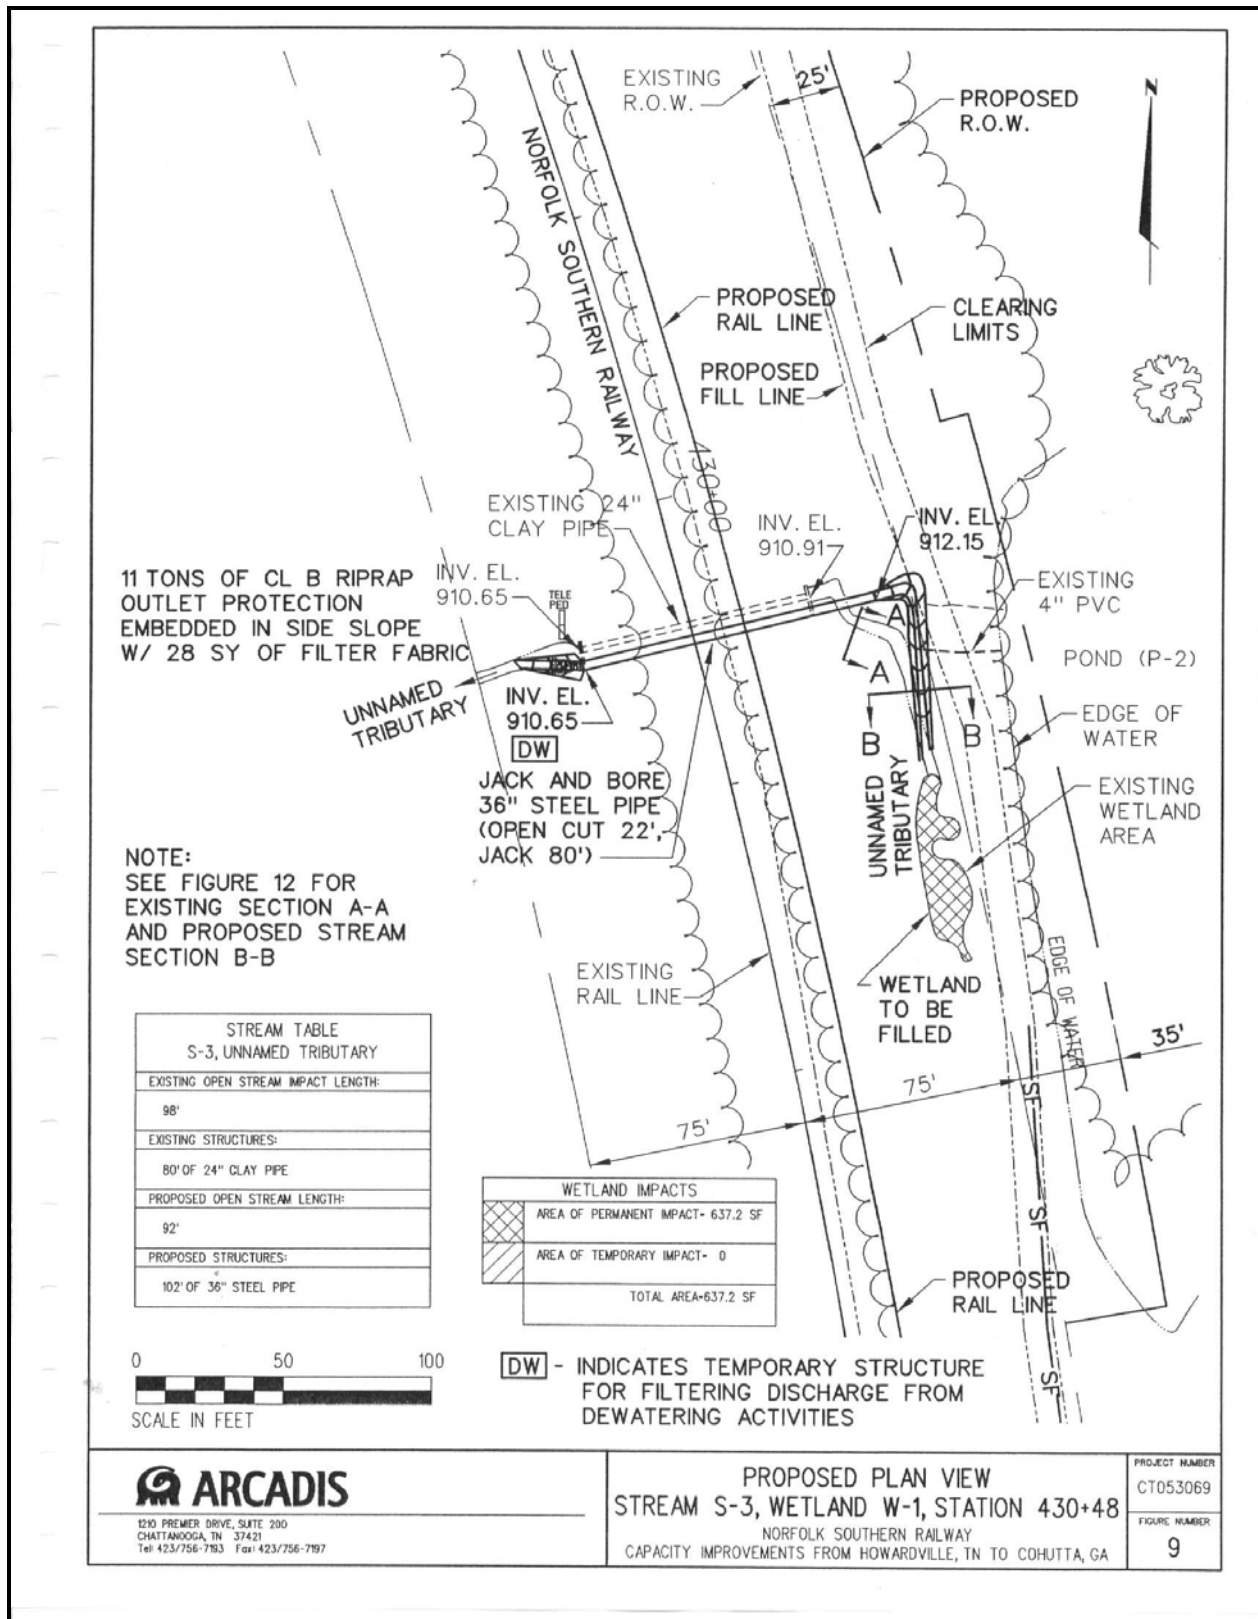 EXISTING
R.O.W.
25'
PROPOSED
R.O.W.
N
NORFOLK SOUTHERN RAILWAY
PROPOSED
RAIL LINE
CLEARING
LIMITS
PROPOSED
FILL LINE
430+00
EXISTING 24"
CLAY PIPE
INV. EL.
910.91
INV. EL.
912.15
11 TONS OF CL B RIPRAP
OUTLET PROTECTION
EMBEDDED IN SIDE SLOPE
W/ 28 SY OF FILTER FABRIC
INV. EL.
910.65
TELE
PED
EXISTING
4" PVC
A
A
POND (P-2)
UNNAMED
TRIBUTARY
INV. EL.
910.65
DW
B
B
EDGE OF
WATER
JACK AND BORE
36" STEEL PIPE
(OPEN CUT 22',
JACK 80')
UNNAMED
TRIBUTARY
EXISTING
WETLAND
AREA
NOTE:
SEE FIGURE 12 FOR
EXISTING SECTION A-A
AND PROPOSED STREAM
SECTION B-B
EXISTING
RAIL LINE
WETLAND
TO BE
FILLED
EDGE OF WATER
35'
75'
75'
SF
SF
SF
STREAM TABLE
S-3, UNNAMED TRIBUTARY
EXISTING OPEN STREAM IMPACT LENGTH:
98'
EXISTING STRUCTURES:
80' OF 24" CLAY PIPE
PROPOSED OPEN STREAM LENGTH:
92'
PROPOSED STRUCTURES:
102' OF 36" STEEL PIPE
WETLAND IMPACTS
AREA OF PERMANENT IMPACT- 637.2 SF
AREA OF TEMPORARY IMPACT- 0
TOTAL AREA-637.2 SF
PROPOSED
RAIL LINE
0 50 100
SCALE IN FEET
DW - INDICATES TEMPORARY STRUCTURE
FOR FILTERING DISCHARGE FROM
DEWATERING ACTIVITIES
ARCADIS
1210 PREMIER DRIVE, SUITE 200
CHATTANOOGA, TN 37421
Tel: 423/756-7193 Fax: 423/756-7197
PROPOSED PLAN VIEW
STREAM S-3, WETLAND W-1, STATION 430+48
NORFOLK SOUTHERN RAILWAY
CAPACITY IMPROVEMENTS FROM HOWARDVILLE, TN TO COHUTTA, GA
PROJECT NUMBER
CT053069
FIGURE NUMBER
9